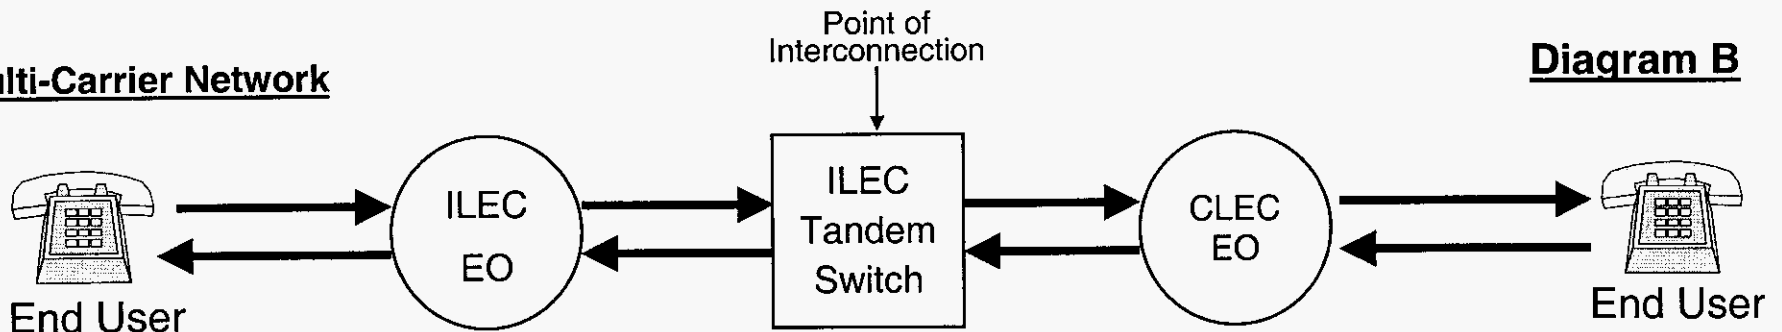 Point of
Interconnection
Diagram B
lti-Carrier Network
ILEC
EO
ILEC
Tandem
Switch
CLEC
EO
End User
End User